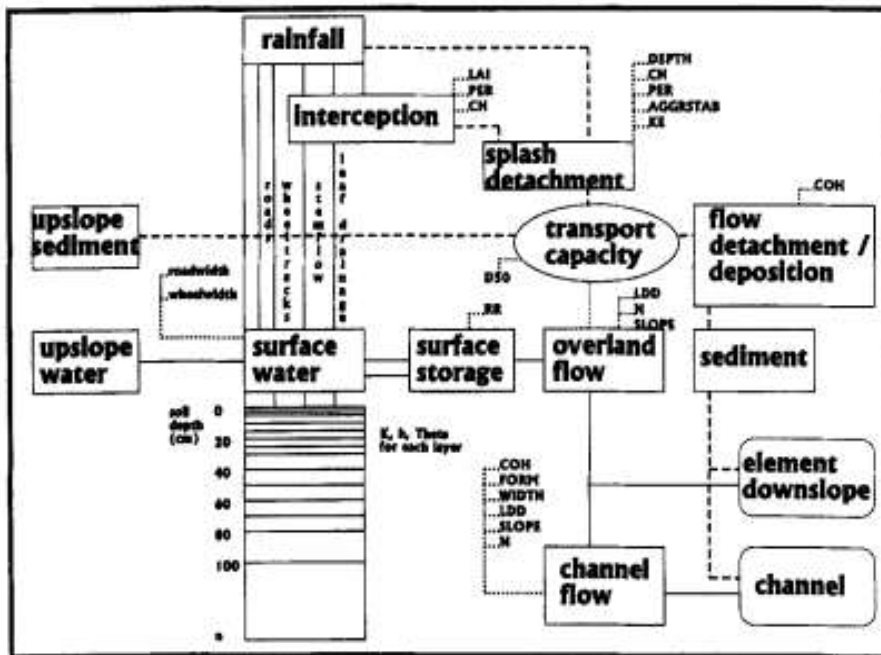 rainfall
LAI
PER
CH
interception
DEPTH
CH
PER
AGGRSTAB
KE
splash
detachment
roads
wheeltracks
stemflow
leaf drainage
upslope
sediment
transport
capacity
COH
flow
detachment /
deposition
D50
roadwidth
wheelwidth
RR
LDD
N
SLOPE
upslope
water
surface
water
surface
storage
overland
flow
sediment
soil
depth
(cm)
0
20
40
60
80
100
K, h, Theta
for each layer
COH
FORM
WIDTH
LDD
SLOPE
N
element
downslope
channel
flow
channel